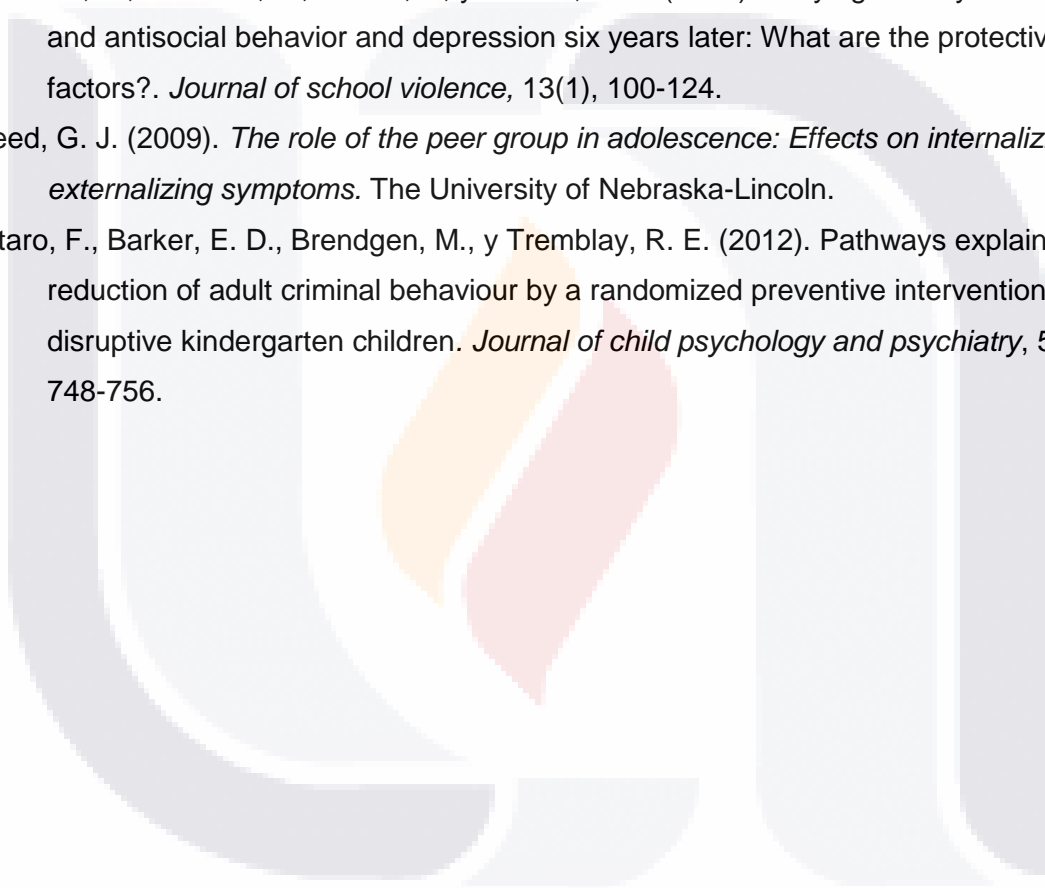 and antisocial behavior and depression six years later: What are the protectiv
factors?. Journal of school violence, 13(1), 100-124.
eed, G. J. (2009). The role of the peer group in adolescence: Effects on internaliz
externalizing symptoms. The University of Nebraska-Lincoln.
taro, F., Barker, E. D., Brendgen, M., y Tremblay, R. E. (2012). Pathways explain
reduction of adult criminal behaviour by a randomized preventive intervention
disruptive kindergarten children. Journal of child psychology and psychiatry, 5
748-756.